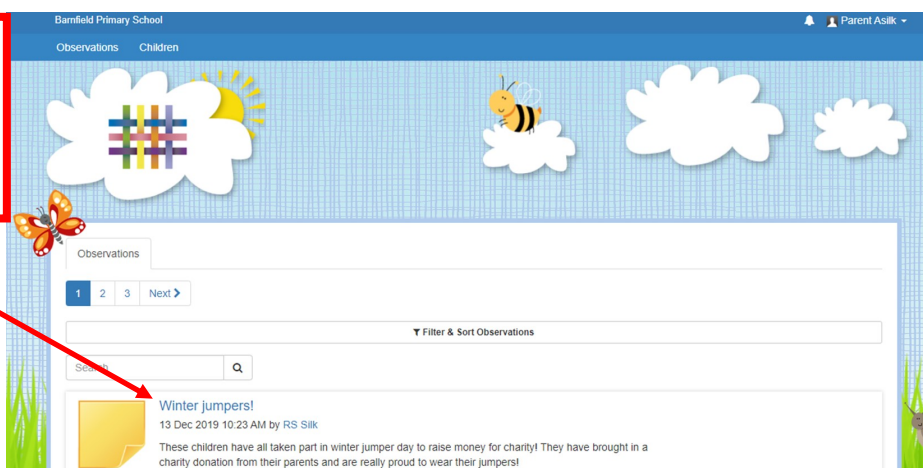 Barnfield Primary School
Parent Asilk
Observations Children
Observations
1 2 3 Next
Filter & Sort Observations
Search
Winter jumpers!
13 Dec 2019 10:23 AM by RS Silk
These children have all taken part in winter jumper day to raise money for charity! They have brought in a
charity donation from their parents and are really proud to wear their jumpers!